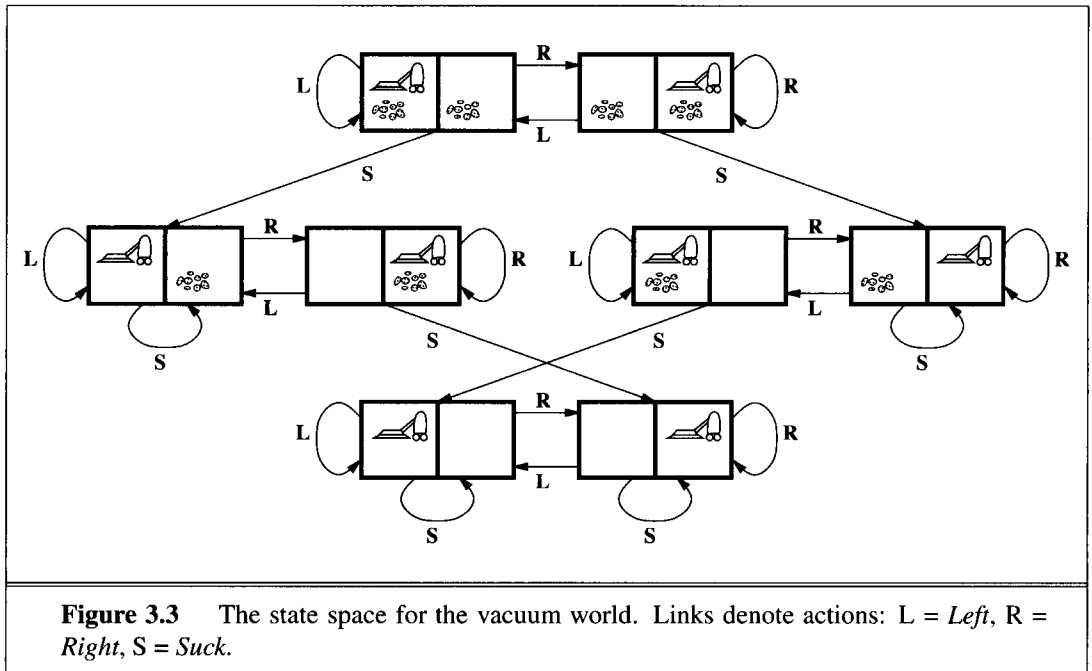 R
L R
L
S S
R R
L R L R
L L
S S S S
R
L R
L
S S
Figure 3.3 The state space for the vacuum world. Links denote actions: L = Left, R =
Right, S = Suck.